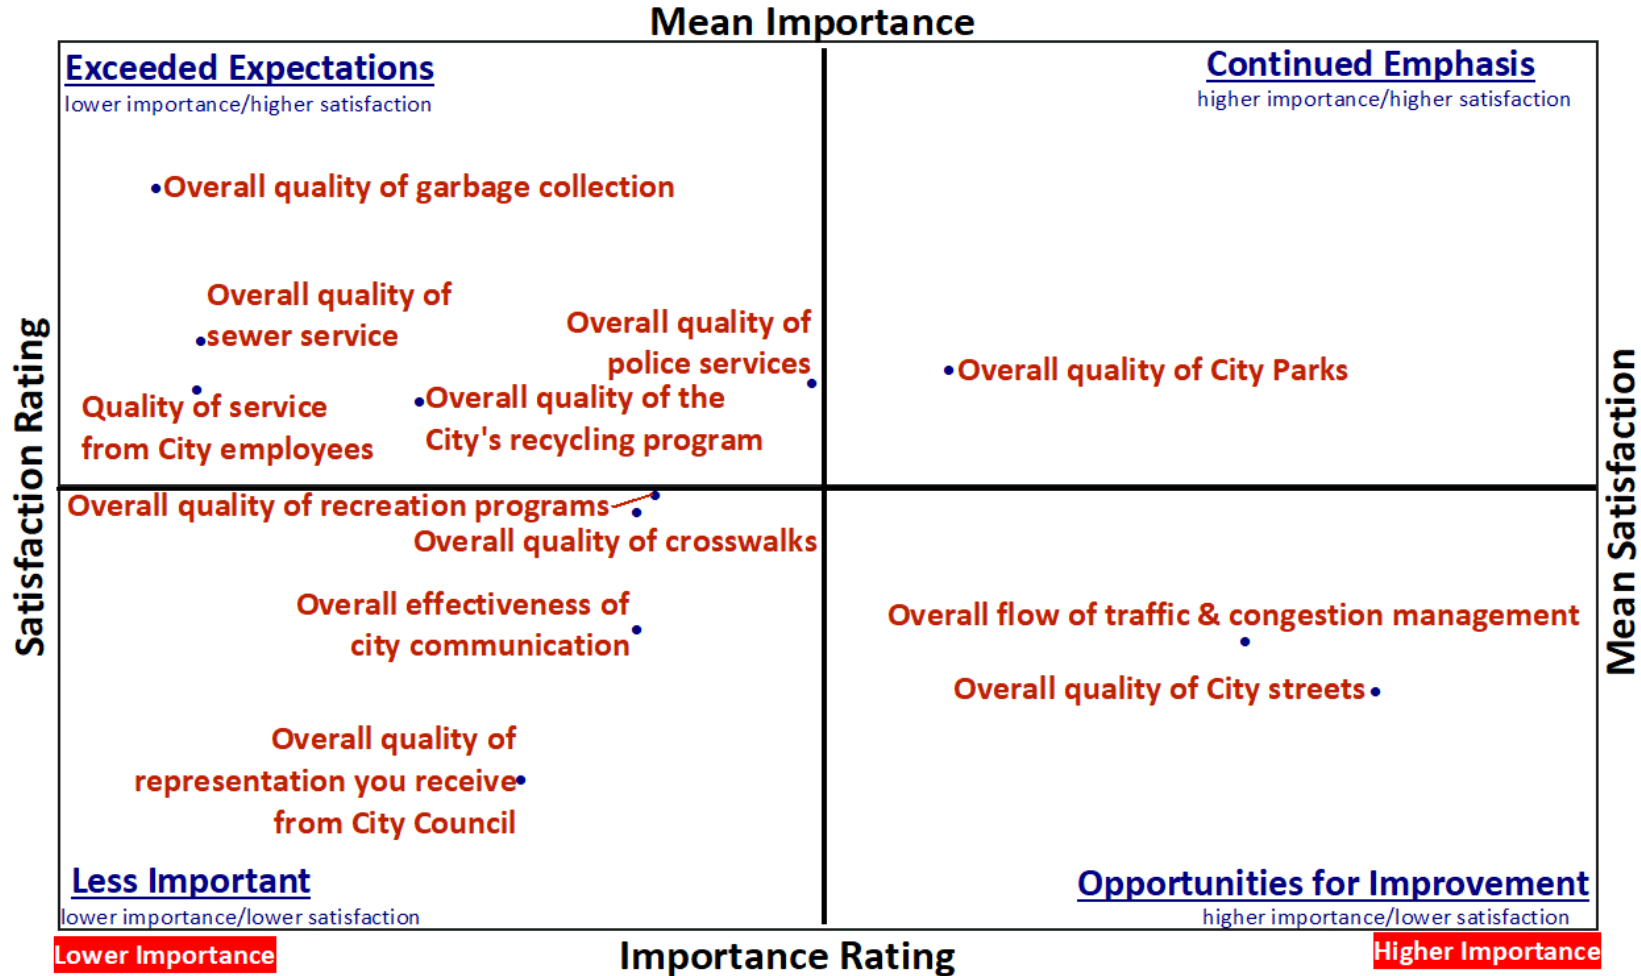 Mean Importance
Exceeded Expectations
lower importance/higher satisfaction
Continued Emphasis
higher importance/higher satisfaction
Overall quality of garbage collection
Overall quality of
sewer service
Overall quality of
police services
Overall quality of City Parks
Quality of service
from City employees
Overall quality of the
City's recycling program
Satisfaction Rating
Mean Satisfaction
Overall quality of recreation programs
Overall quality of crosswalks
Overall effectiveness of
city communication
Overall flow of traffic & congestion management
Overall quality of City streets
Overall quality of
representation you receive
from City Council
Less Important
lower importance/lower satisfaction
Opportunities for Improvement
higher importance/lower satisfaction
Lower Importance
Importance Rating
Higher Importance